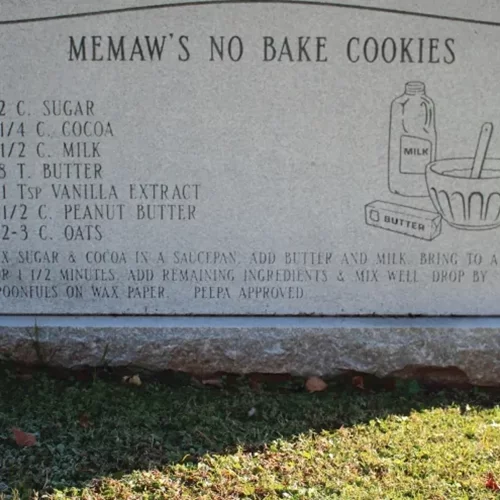 MEMAW'S NO BAKE COOKIES
2 C. SUGAR
1/4 C. COCOA
1/2 C. MILK
8 T. BUTTER
1 TSP VANILLA EXTRACT
1/2 C. PEANUT BUTTER
2-3 C. OATS
MILK
BUTTER
X SUGAR & COCOA IN A SAUCEPAN. ADD BUTTER AND MILK. BRING TO A
OR 1 1/2 MINUTES. ADD REMAINING INGREDIENTS & MIX WELL. DROP BY
POONFULS ON WAX PAPER. PEEPA APPROVED